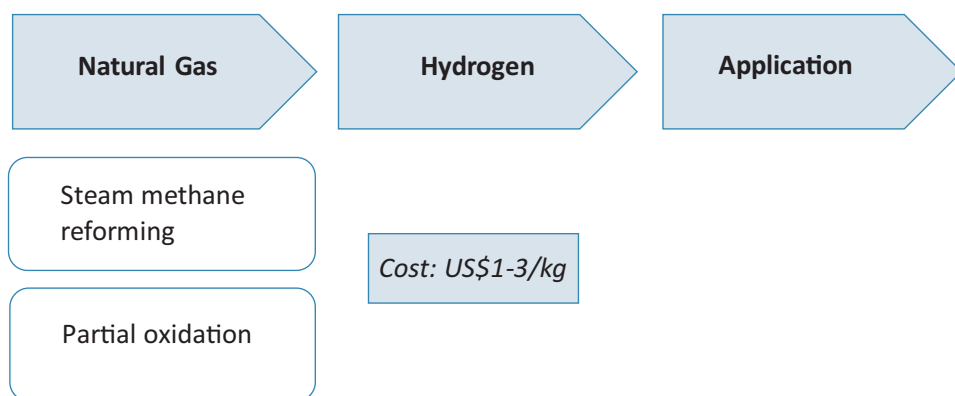 Natural Gas
Hydrogen
Application
Steam methane
reforming
Cost: US$1-3/kg
Partial oxidation